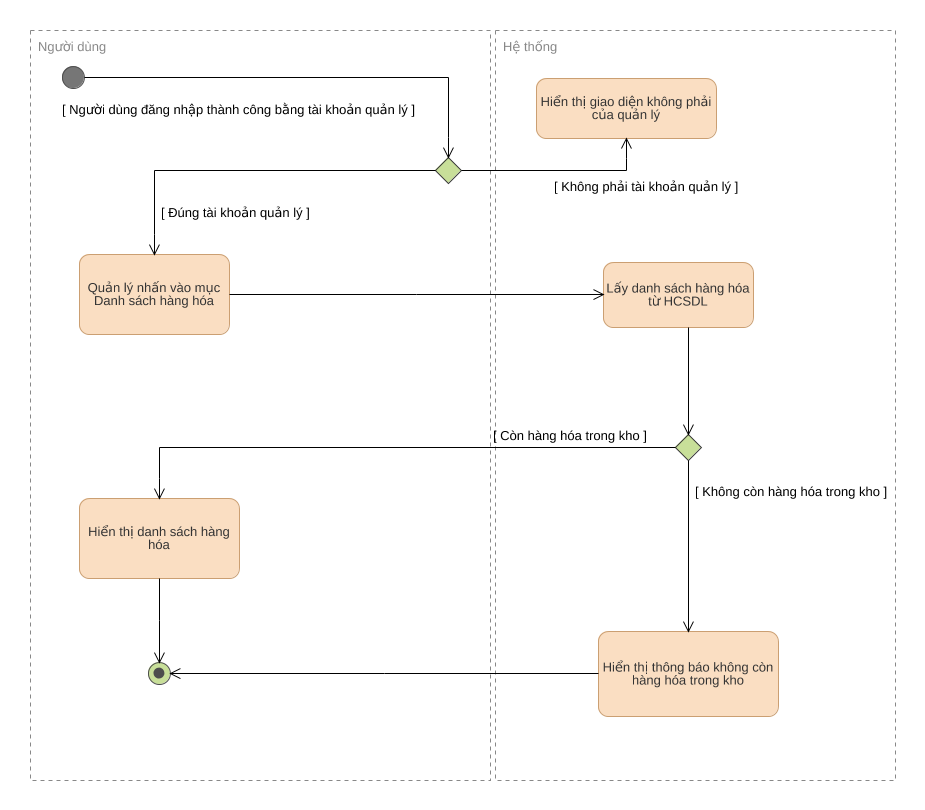 Người dùng
Hệ thống
[ Người dùng đăng nhập thành công bằng tài khoản quản lý ]
Hiển thị giao diện không phải
của quản lý
[ Không phải tài khoản quản lý ]
[ Đúng tài khoản quản lý ]
Quản lý nhấn vào mục
Danh sách hàng hóa
Lấy danh sách hàng hóa
từ HCSDL
[ Còn hàng hóa trong kho ]
[ Không còn hàng hóa trong kho ]
Hiển thị danh sách hàng
hóa
Hiển thị thông báo không còn
hàng hóa trong kho